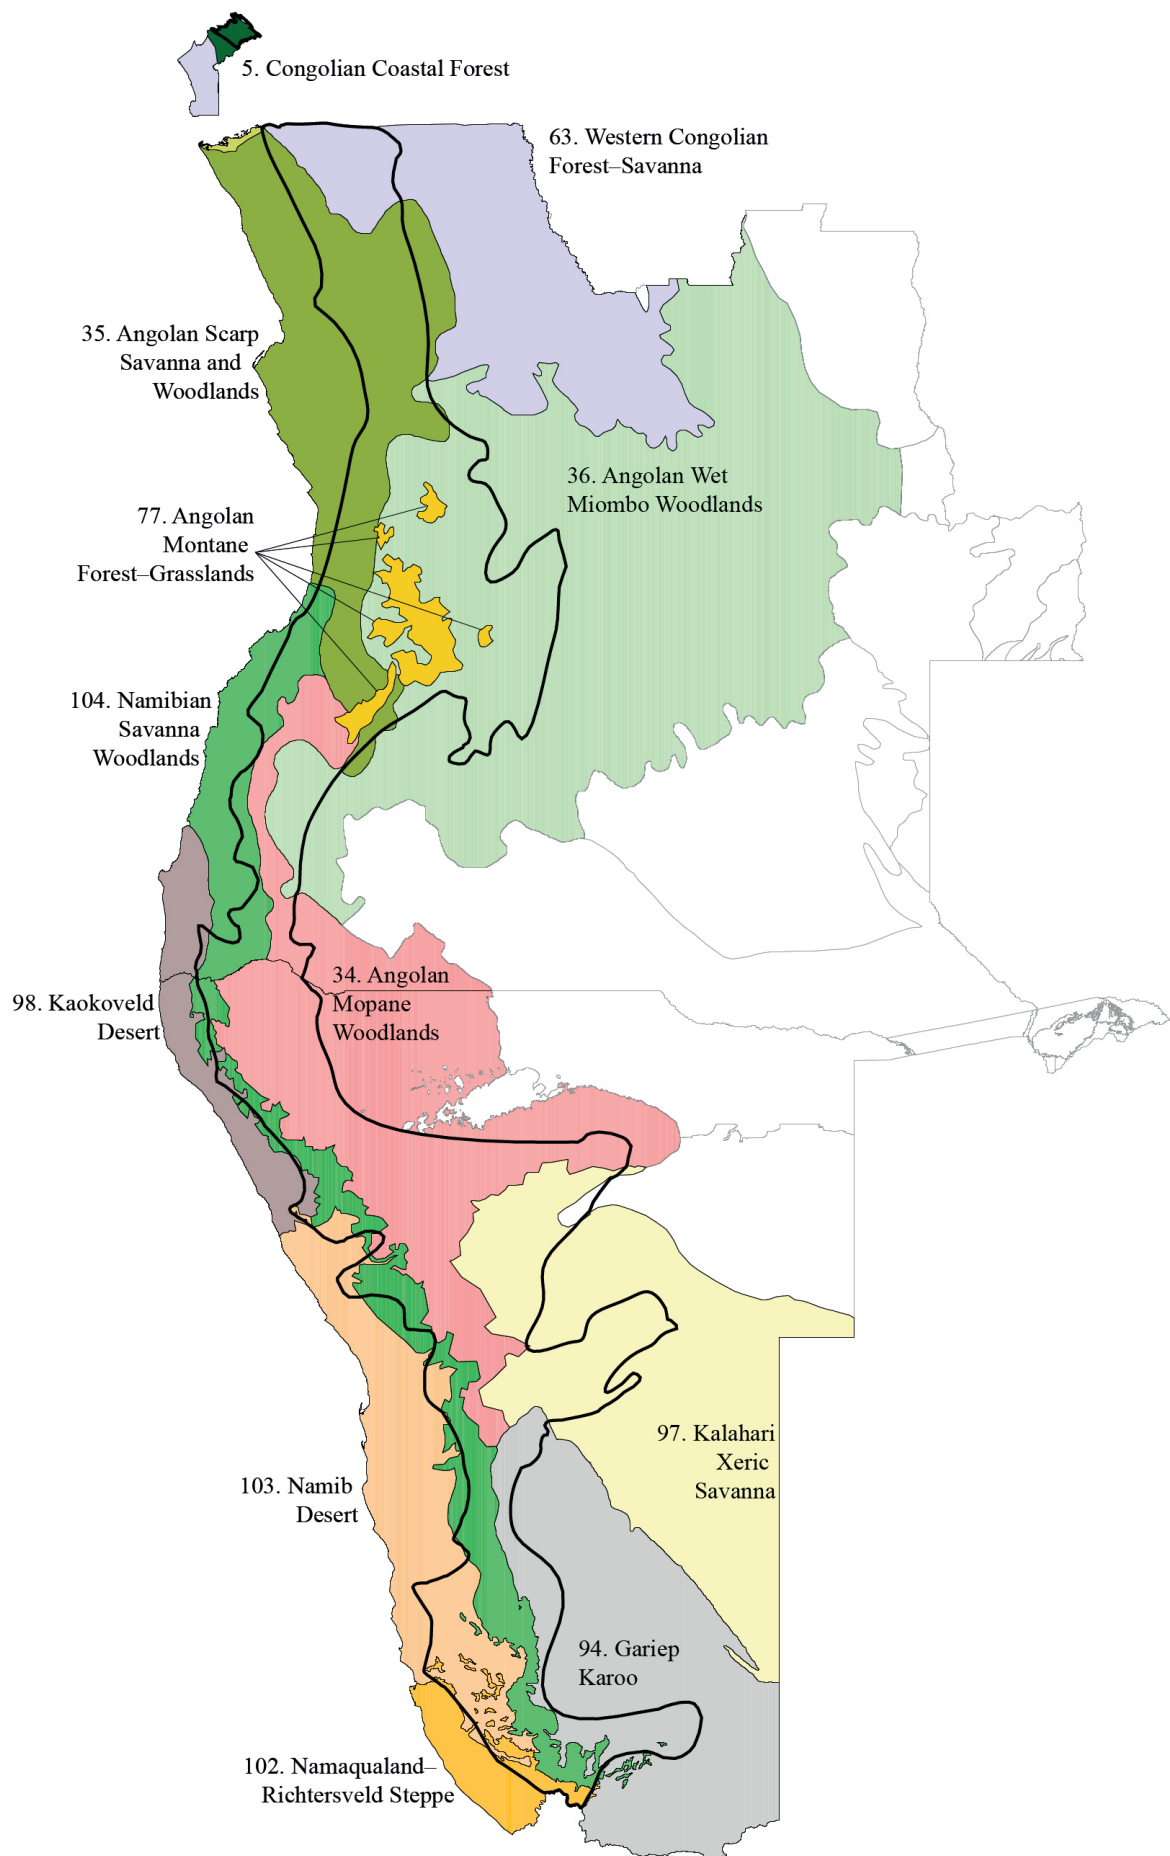 5. Congolian Coastal Forest
63. Western Congolian
Forest–Savanna
35. Angolan Scarp
Savanna and
Woodlands
36. Angolan Wet
Miombo Woodlands
77. Angolan
Montane
Forest–Grasslands
104. Namibian
Savanna
Woodlands
34. Angolan
Mopane
Woodlands
98. Kaokoveld
Desert
97. Kalahari
Xeric
Savanna
103. Namib
Desert
94. Gariep
Karoo
102. Namaqualand–
Richtersveld Steppe